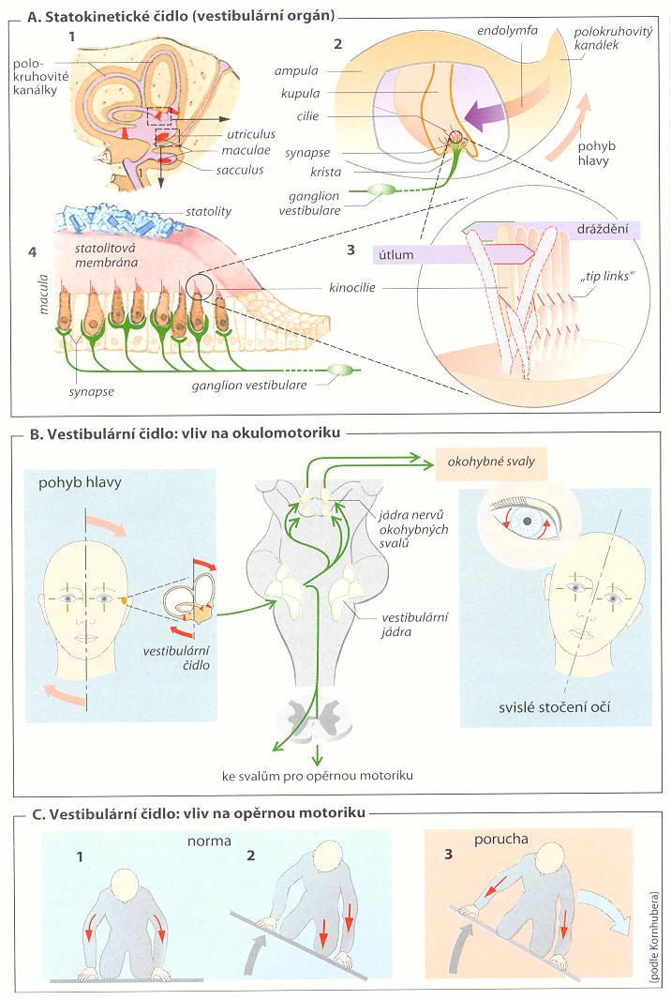 A. Statokinetické čidlo (vestibulární orgán)
1
polo-
kruhovité
kanálky
utriculus
maculae
sacculus
1
2
endolymfa
polokruhovitý
kanálek
ampula
kupula
cilie
synapse
krista
ganglion
vestibulare
pohyb
hlavy
statolity
4
statolitová
membrána
macula
kinocilie
synapse
ganglion vestibulare
3
dráždění
útlum
„tip links“
B. Vestibulární čidlo: vliv na okulomotoriku
pohyb hlavy
vestibulární
čidlo
okohybné svaly
jádra nervů
okohybných
svalů
vestibulární
jádra
ke svalům pro opěrnou motoriku
svislé stočení očí
C. Vestibulární čidlo: vliv na opěrnou motoriku
norma
1
2
porucha
3
(podle Kornhubera)